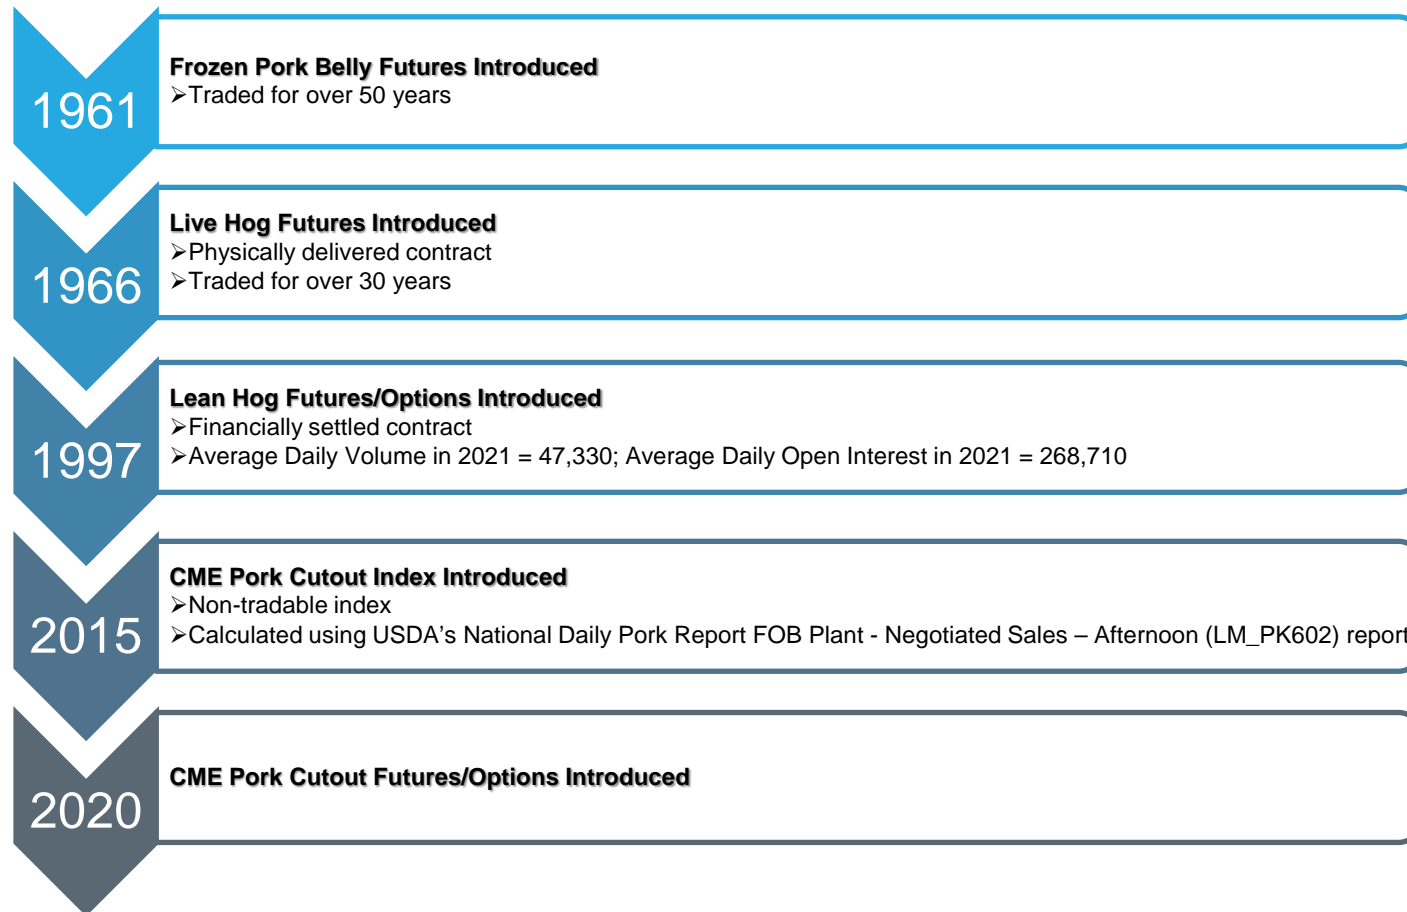 1961
Frozen Pork Belly Futures Introduced
➢Traded for over 50 years
1966
Live Hog Futures Introduced
➢Physically delivered contract
➢Traded for over 30 years
1997
Lean Hog Futures/Options Introduced
➢Financially settled contract
➢Average Daily Volume in 2021 = 47,330; Average Daily Open Interest in 2021 = 268,710
2015
CME Pork Cutout Index Introduced
➢Non-tradable index
➢Calculated using USDA’s National Daily Pork Report FOB Plant - Negotiated Sales – Afternoon (LM_PK602) report
2020
CME Pork Cutout Futures/Options Introduced